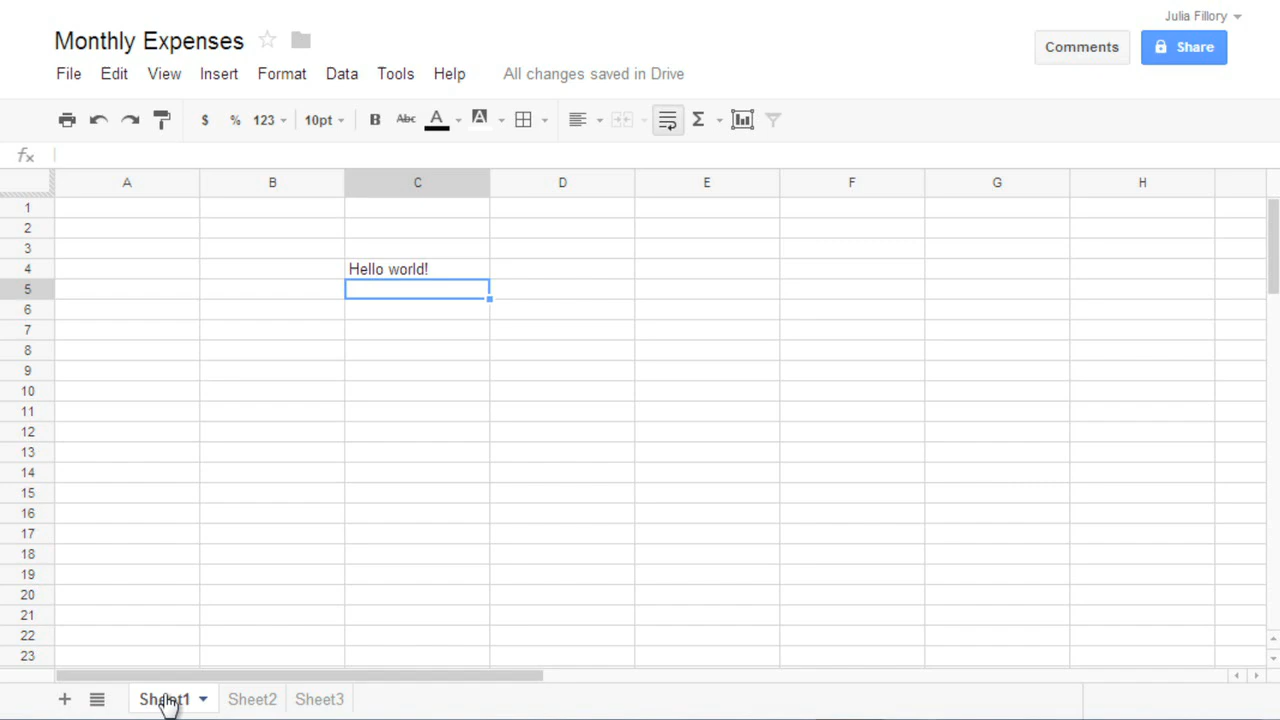 Julia Fillory
Monthly Expenses
Comments
Share
File Edit View Insert Format Data Tools Help All changes saved in Drive
$ % 123 10pt B Abc A A Σ
fx
A B C D E F G H
1
2
3
4 Hello world!
5
6
7
8
9
10
11
12
13
14
15
16
17
18
19
20
21
22
23
+ Sheet1 Sheet2 Sheet3